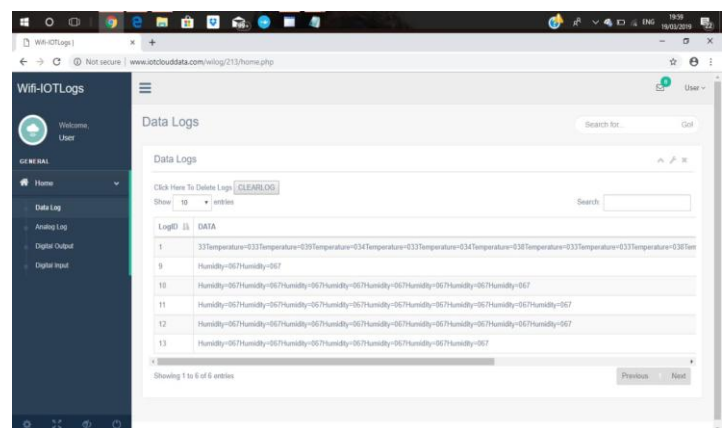 ENG
19:59
19/03/2019
22
Wifi-IOTLogs |
Not secure | www.iotclouddata.com/wilog/213/home.php
Wifi-IOTLogs
User
Welcome,
User
Data Logs
Search for...
Go!
GENERAL
Data Logs
Home
Click Here To Delete Logs CLEARLOG
Show 10 entries
Search:
Data Log
Analog Log
Digital Output
Digital Input
LogID DATA
1 33Temperature=033Temperature=039Temperature=034Temperature=033Temperature=034Temperature=038Temperature=033Temperature=033Temperature=038Tem
9 Humidity=067Humidity=067
10 Humidity=067Humidity=067Humidity=067Humidity=067Humidity=067Humidity=067Humidity=067Humidity=067
11 Humidity=067Humidity=067Humidity=067Humidity=067Humidity=067Humidity=067Humidity=067Humidity=067Humidity=067
12 Humidity=067Humidity=067Humidity=067Humidity=067Humidity=067Humidity=067Humidity=067Humidity=067Humidity=067
13 Humidity=067Humidity=067Humidity=067Humidity=067Humidity=067Humidity=067Humidity=067
Showing 1 to 6 of 6 entries
Previous
Next